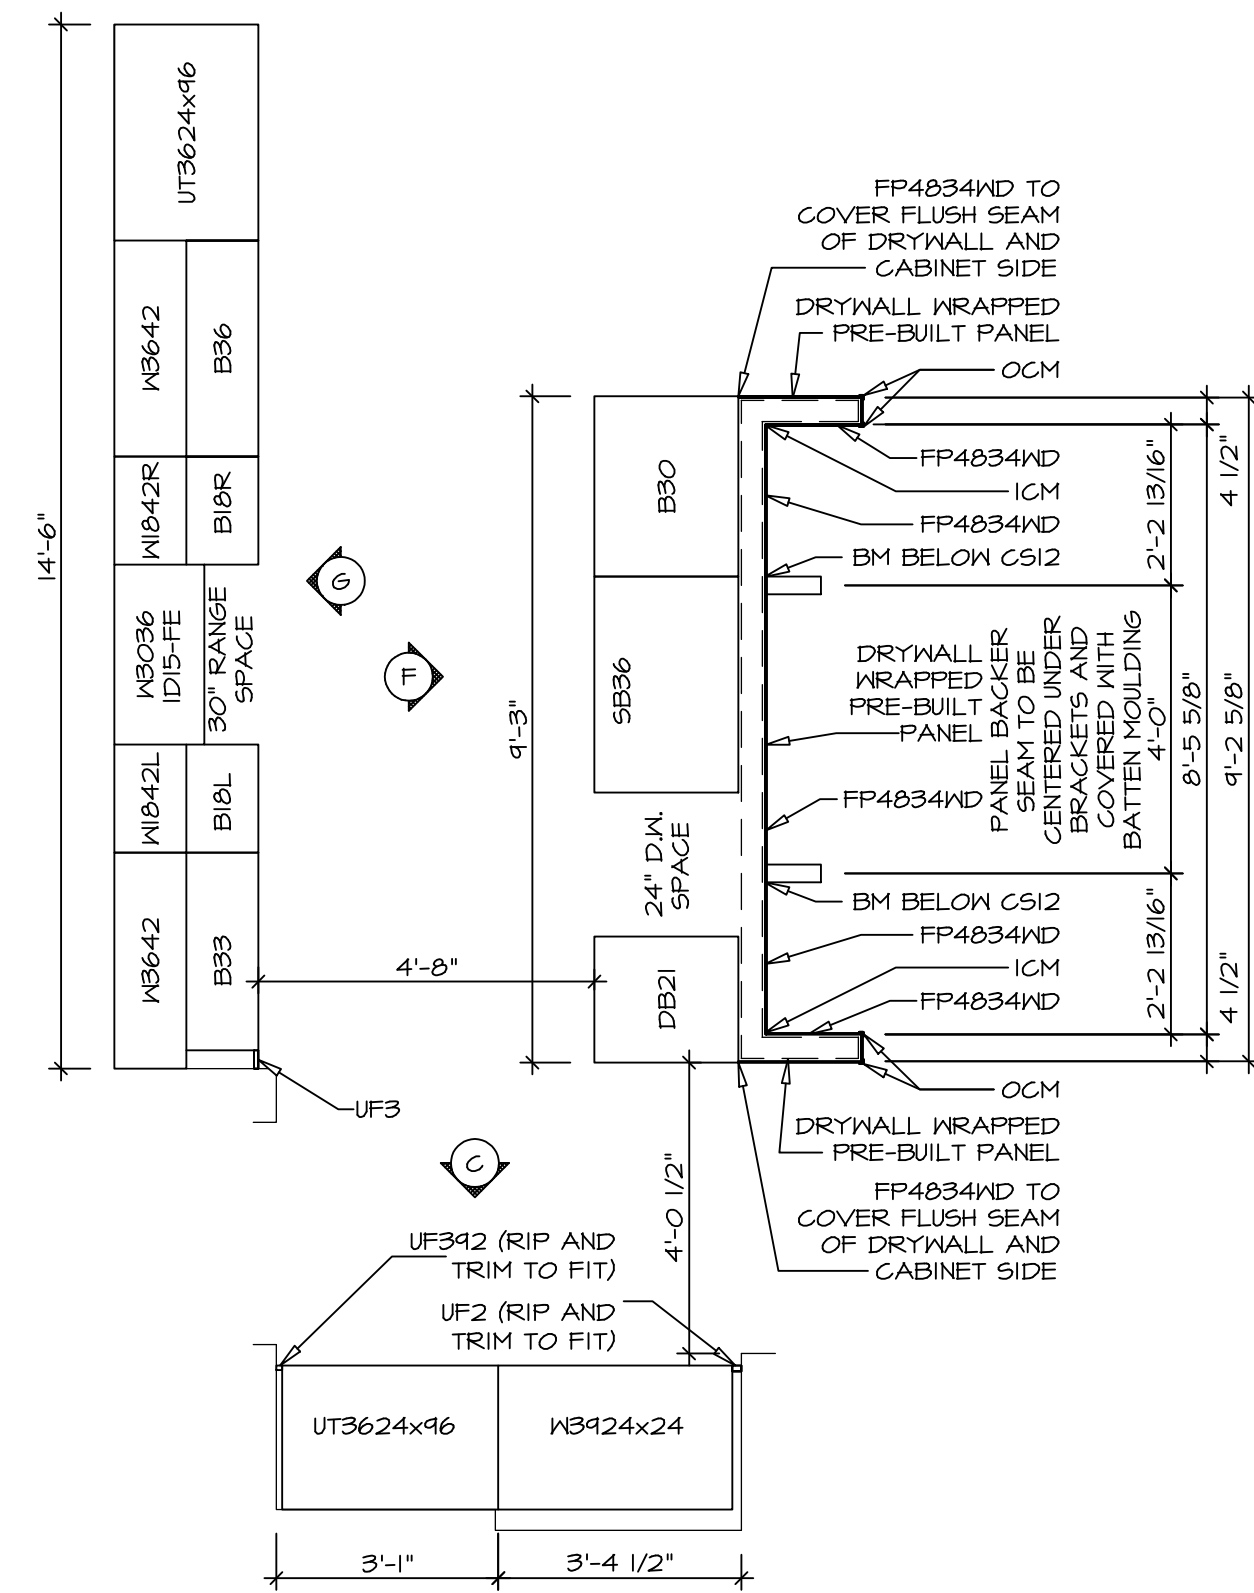 14'-6"
UT3624x96
W3642
B36
W1842R
B18R
W3036
1D15-FE
30" RANGE
SPACE
W1842L
B18L
W3642
B33
UF3
G
F
C
4'-8"
9'-3"
B30
SB36
24" D.W.
SPACE
DB21
FP4834WD TO
COVER FLUSH SEAM
OF DRYWALL AND
CABINET SIDE
DRYWALL WRAPPED
PRE-BUILT PANEL
OCM
FP4834WD
ICM
FP4834WD
BM BELOW CS12
DRYWALL
WRAPPED
PRE-BUILT
PANEL
PANEL BACKER
SEAM TO BE
CENTERED UNDER
BRACKETS AND
COVERED WITH
BATTEN MOULDING
FP4834WD
BM BELOW CS12
FP4834WD
ICM
FP4834WD
OCM
DRYWALL WRAPPED
PRE-BUILT PANEL
FP4834WD TO
COVER FLUSH SEAM
OF DRYWALL AND
CABINET SIDE
2'-2 13/16"
4'-0"
2'-2 13/16"
4 1/2"
8'-5 5/8"
4 1/2"
9'-2 5/8"
4'-0 1/2"
UF392 (RIP AND
TRIM TO FIT)
UF2 (RIP AND
TRIM TO FIT)
UT3624x96
W3924x24
3'-1"
3'-4 1/2"